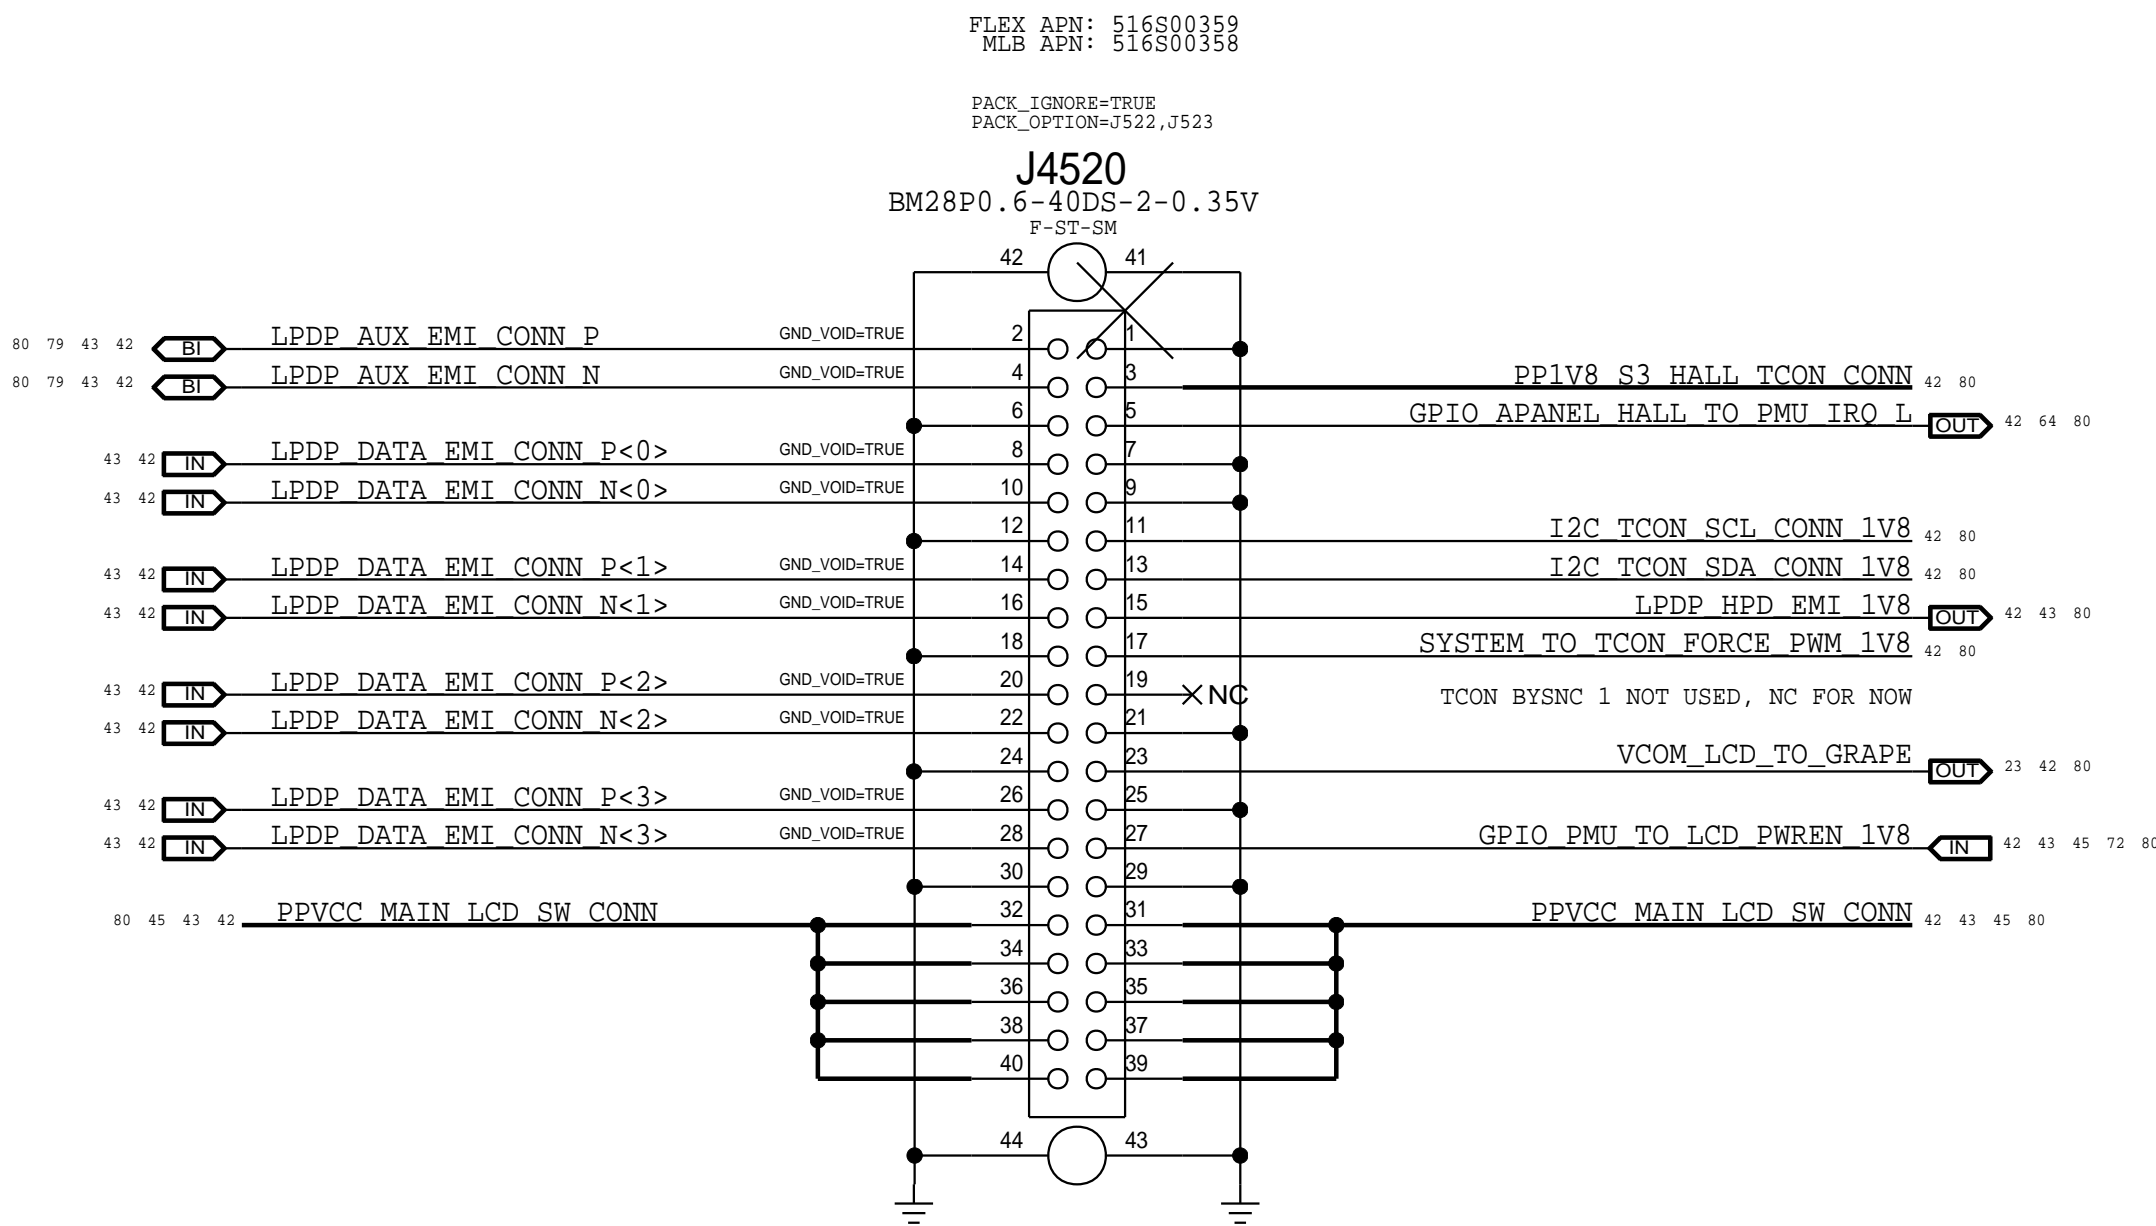 FLEX APN: 516S00359
MLB APN: 516S00358
PACK_IGNORE=TRUE
PACK_OPTION=J522,J523
J4520
BM28P0.6-40DS-2-0.35V
F-ST-SM
42 41
80 79 43 42 BI LPDP_AUX_EMI_CONN_P GND_VOID=TRUE 2 1
80 79 43 42 BI LPDP_AUX_EMI_CONN_N GND_VOID=TRUE 4 3 PP1V8_S3_HALL_TCON_CONN 42 80
6 5 GPIO_APANEL_HALL_TO_PMU_IRQ_L OUT 42 64 80
43 42 IN LPDP_DATA_EMI_CONN_P<0> GND_VOID=TRUE 8 7
43 42 IN LPDP_DATA_EMI_CONN_N<0> GND_VOID=TRUE 10 9
12 11 I2C_TCON_SCL_CONN_1V8 42 80
43 42 IN LPDP_DATA_EMI_CONN_P<1> GND_VOID=TRUE 14 13 I2C_TCON_SDA_CONN_1V8 42 80
43 42 IN LPDP_DATA_EMI_CONN_N<1> GND_VOID=TRUE 16 15 LPDP_HPD_EMI_1V8 OUT 42 43 80
18 17 SYSTEM_TO_TCON_FORCE_PWM_1V8 42 80
43 42 IN LPDP_DATA_EMI_CONN_P<2> GND_VOID=TRUE 20 19 NC TCON BYSNC 1 NOT USED, NC FOR NOW
43 42 IN LPDP_DATA_EMI_CONN_N<2> GND_VOID=TRUE 22 21
24 23 VCOM_LCD_TO_GRAPE OUT 23 42 80
43 42 IN LPDP_DATA_EMI_CONN_P<3> GND_VOID=TRUE 26 25
43 42 IN LPDP_DATA_EMI_CONN_N<3> GND_VOID=TRUE 28 27 GPIO_PMU_TO_LCD_PWREN_1V8 IN 42 43 45 72 80
30 29
80 45 43 42 PPVCC_MAIN_LCD_SW_CONN 32 31 PPVCC_MAIN_LCD_SW_CONN 42 43 45 80
34 33
36 35
38 37
40 39
44 43